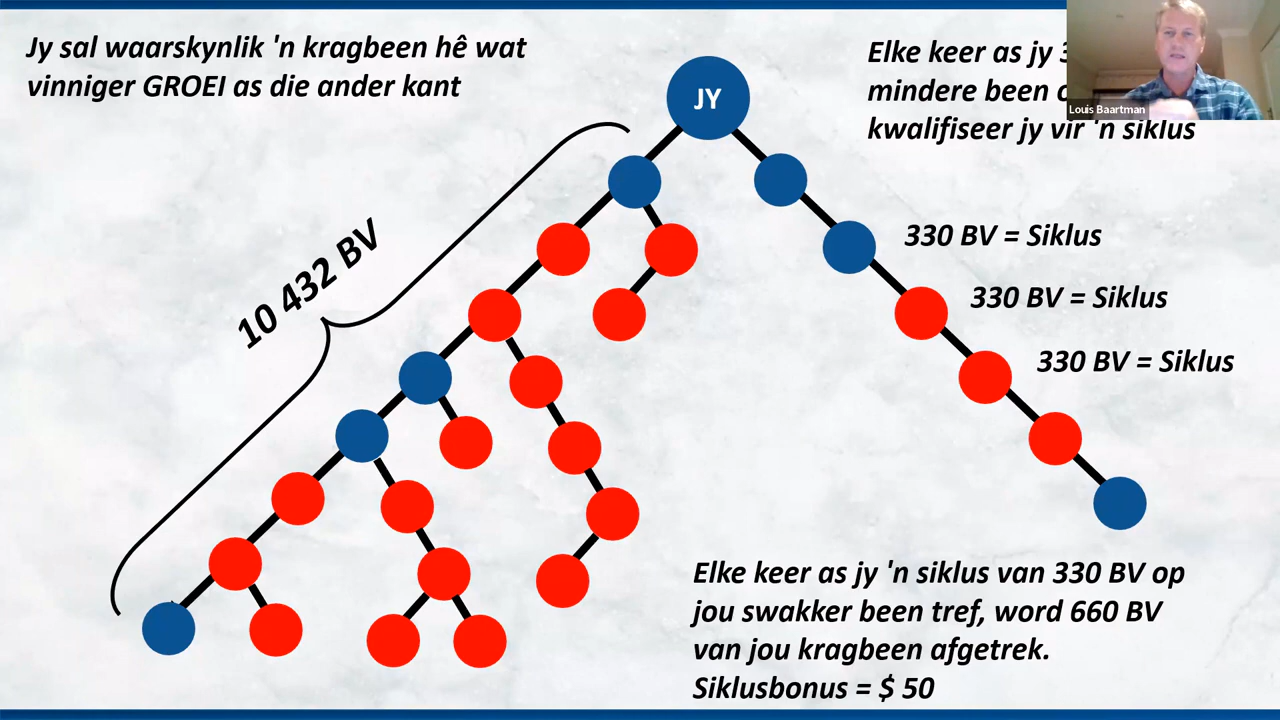 Jy sal waarskynlik 'n kragbeen hê wat
vinniger GROEI as die ander kant
JY
Elke keer as jy
mindere been
kwalifiseer jy vir 'n siklus
Louis Baartman
10 432 BV
330 BV = Siklus
330 BV = Siklus
330 BV = Siklus
Elke keer as jy 'n siklus van 330 BV op
jou swakker been tref, word 660 BV
van jou kragbeen afgetrek.
Siklusbonus = $ 50